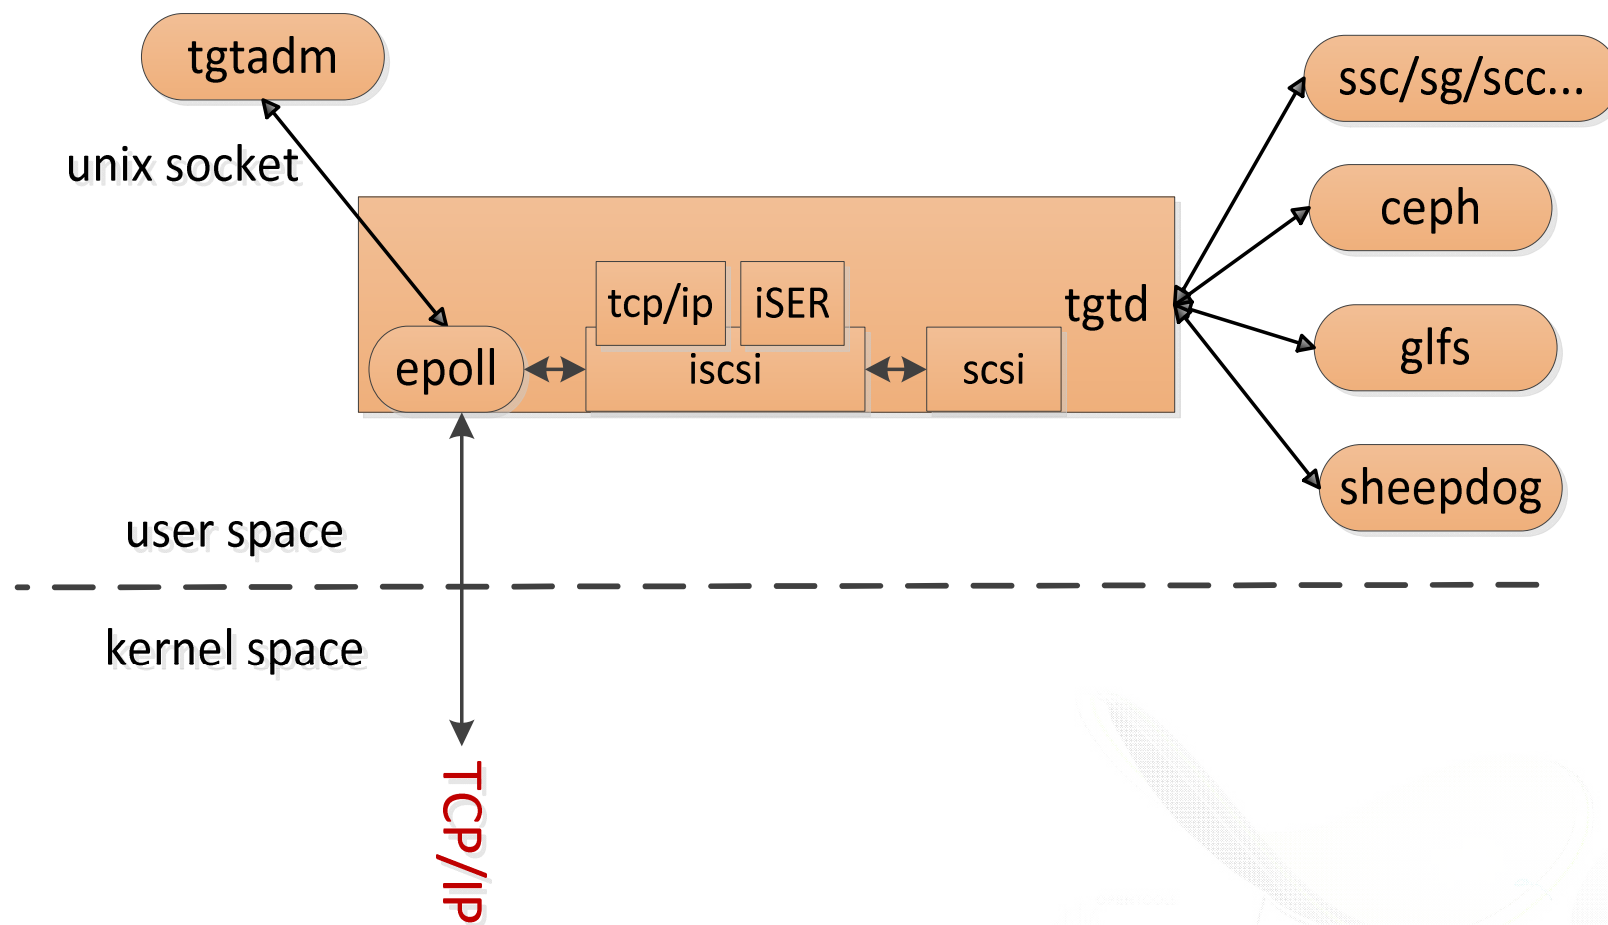 tgtadm
ssc/sg/scc...
unix socket
ceph
tcp/ip
iSER
tgtd
epoll
iscsi
scsi
glfs
sheepdog
user space
kernel space
TCP/IP